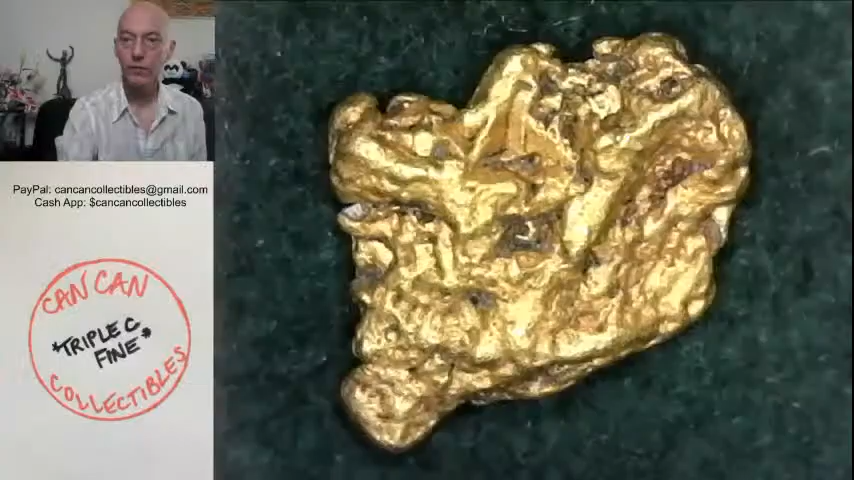 PayPal: cancancollectibles@gmail.com
Cash App: $cancancollectibles
CAN CAN
*TRIPLE C
FINE*
COLLECTIBLES